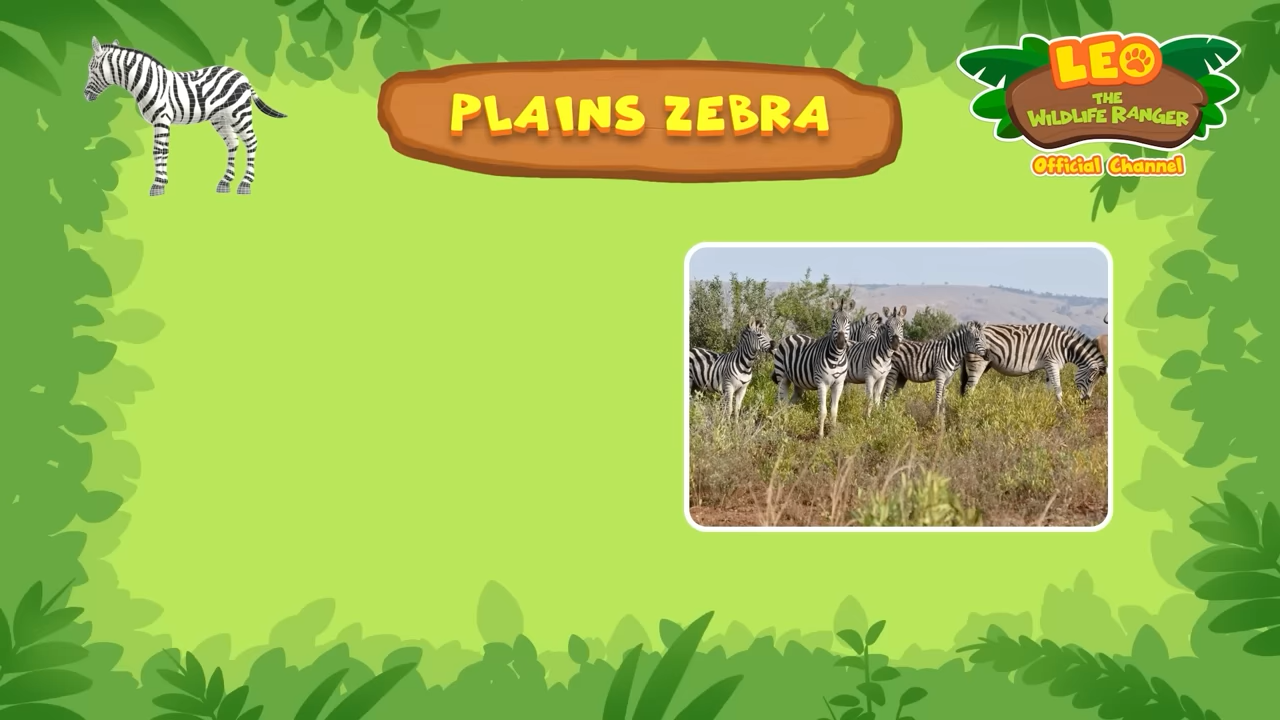 PLAINS ZEBRA
LEO
THE
WILDLIFE RANGER
Official Channel